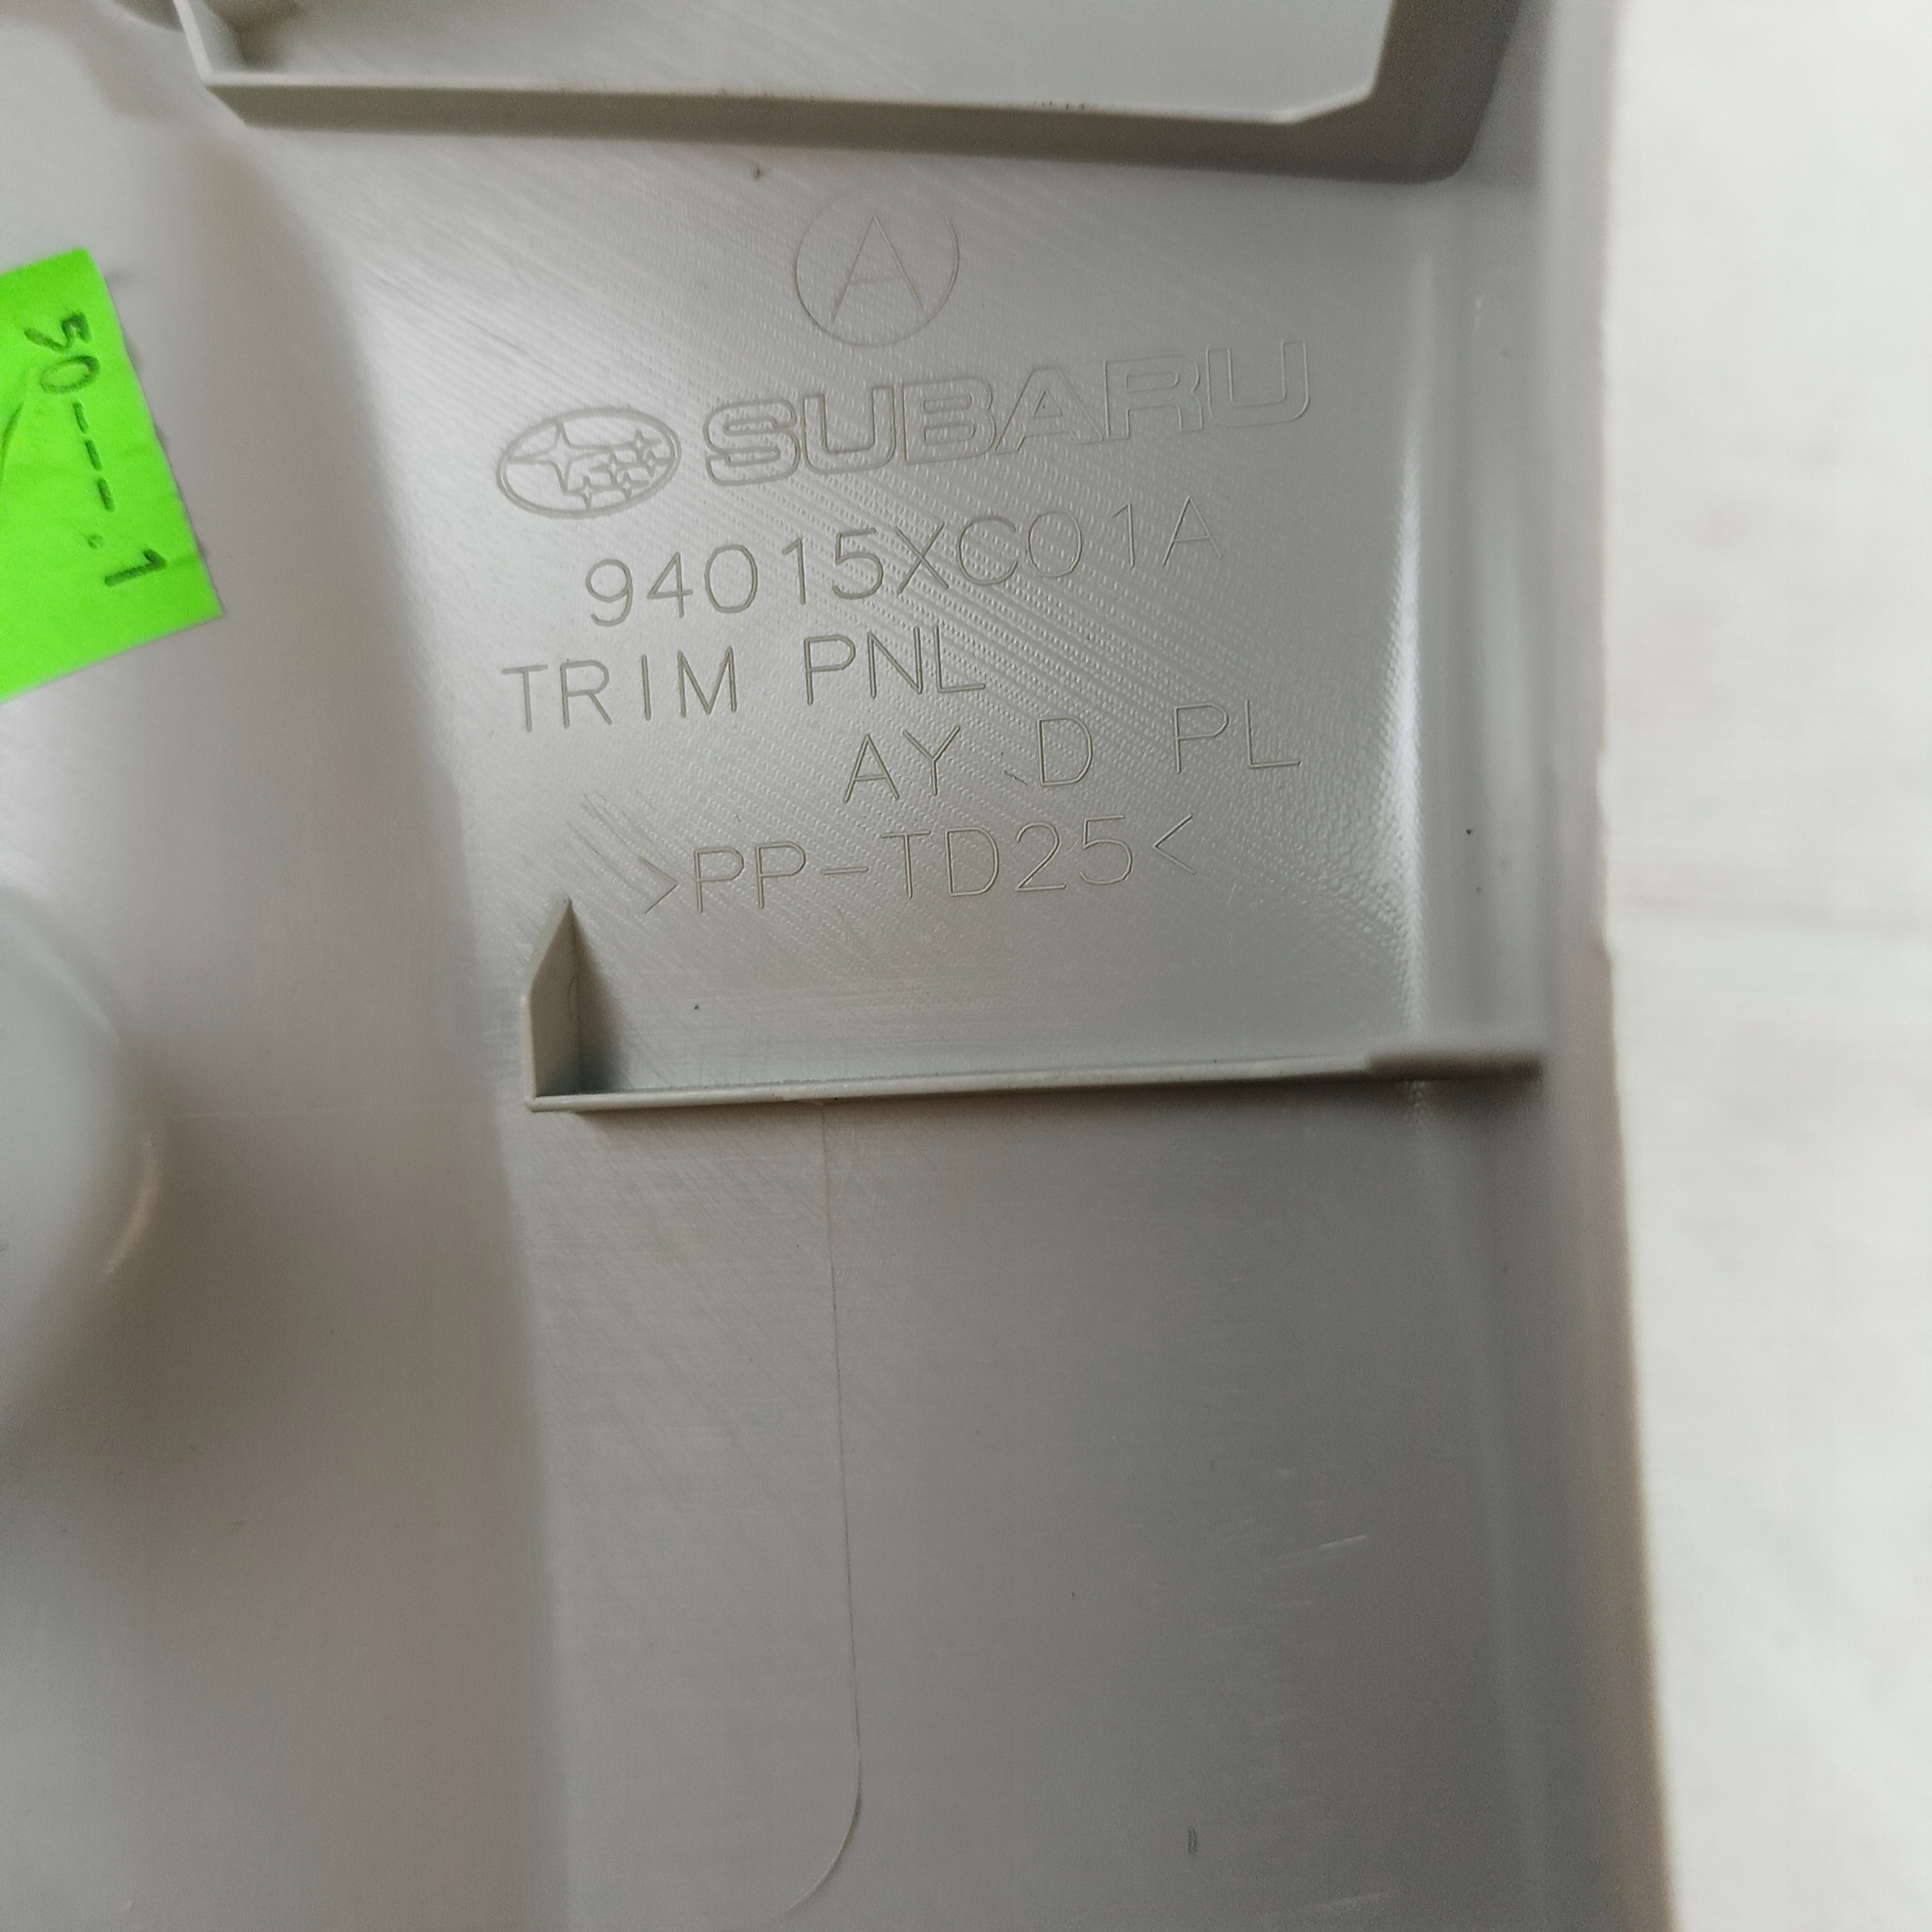 A
SUBARU
94015XC01A
TRIM PNL
AY D PL
>PP-TD25<
50---.1